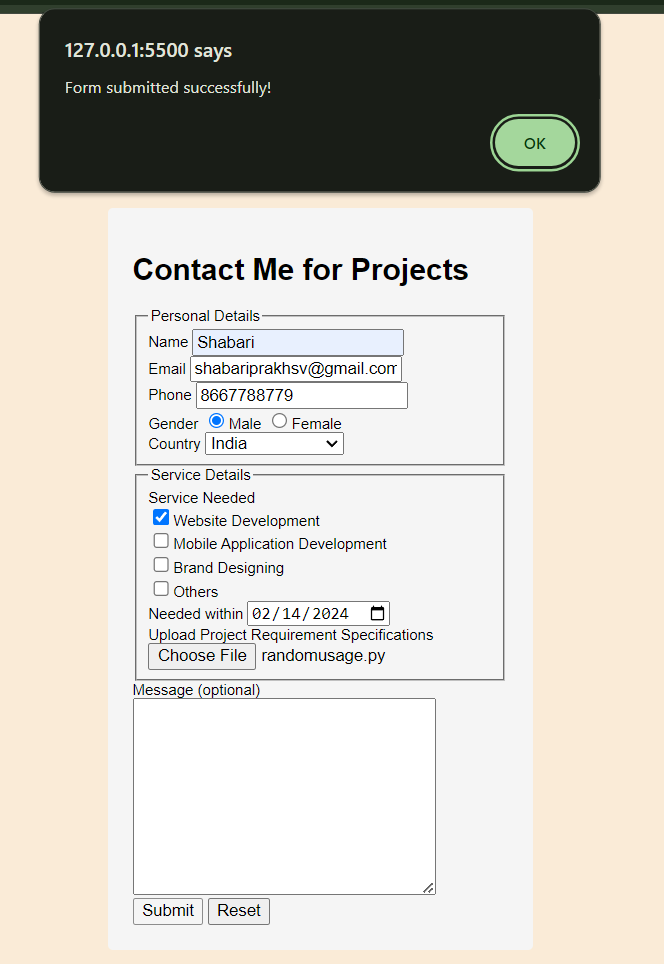 127.0.0.1:5500 says
Form submitted successfully!
OK
Contact Me for Projects
Personal Details
Name Shabari
Email shabariprakhsv@gmail.com
Phone 8667788779
Gender Male Female
Country India
Service Details
Service Needed
Website Development
Mobile Application Development
Brand Designing
Others
Needed within 02/14/2024
Upload Project Requirement Specifications
Choose File randomusage.py
Message (optional)
Submit Reset